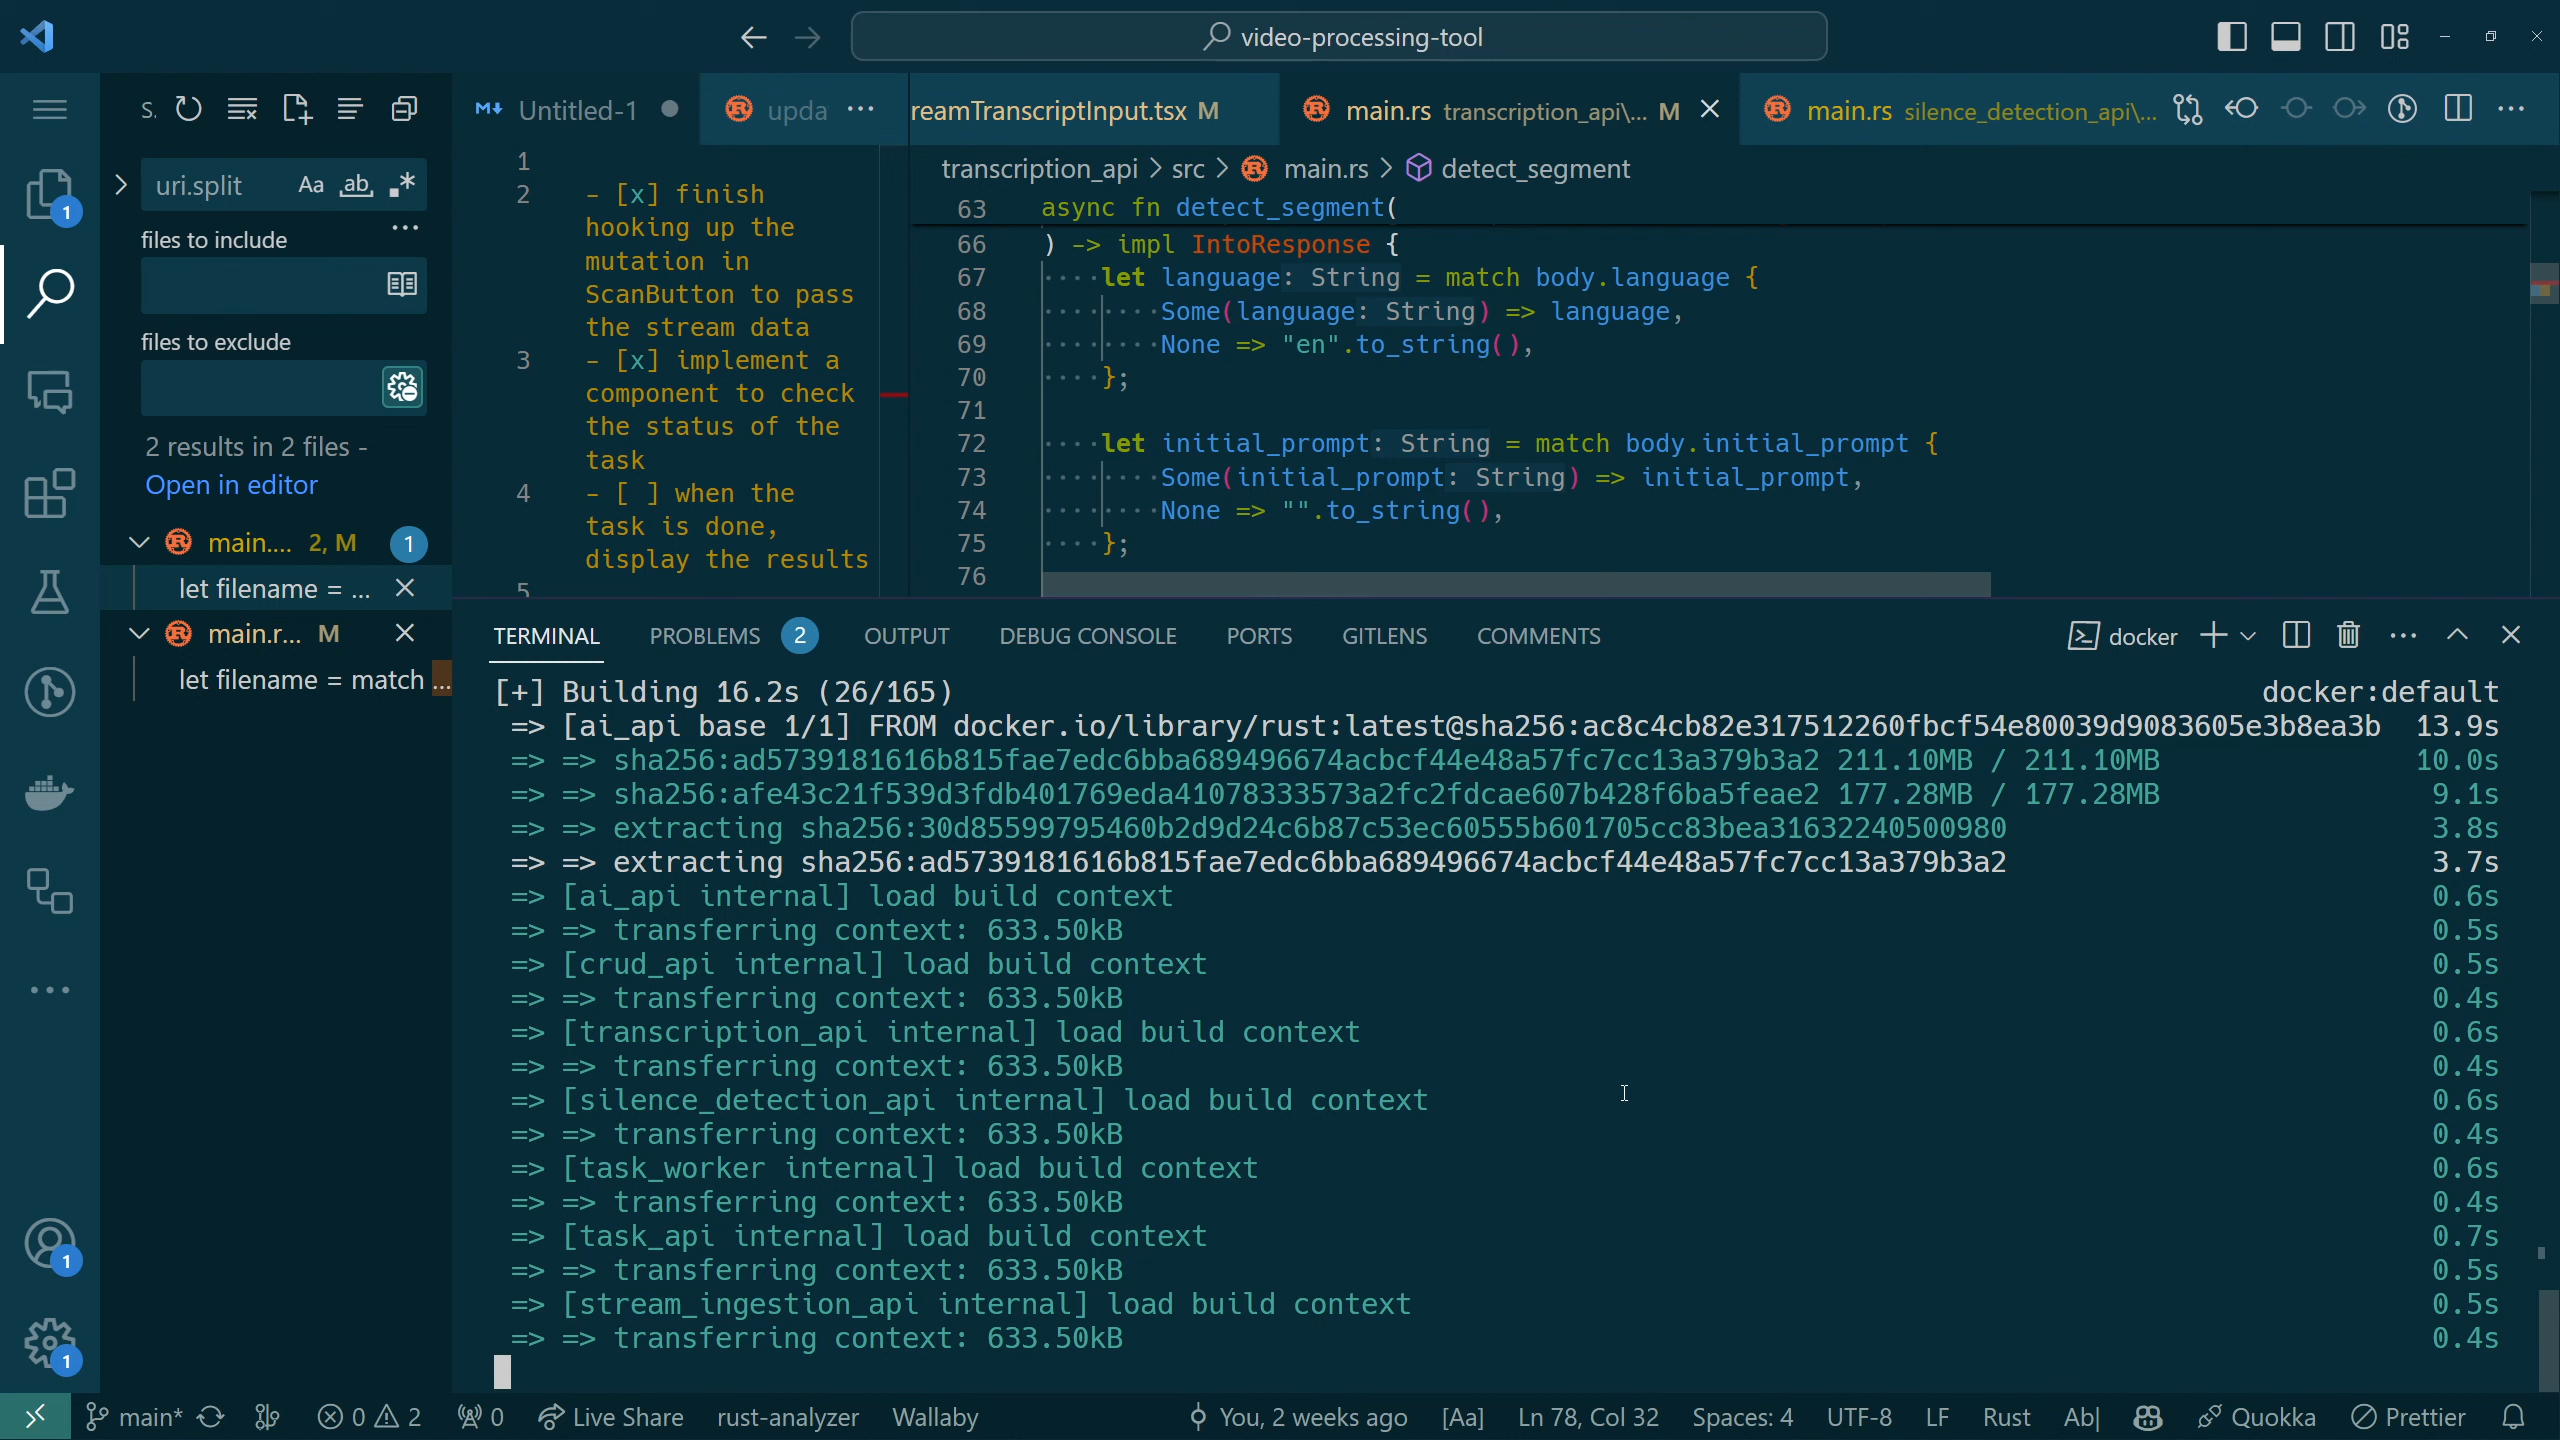 video-processing-tool
S.
Untitled-1
upda
reamTranscriptInput.tsx M
main.rs transcription_api\... M
main.rs silence_detection_api\...
uri.split
Aa
ab
.*
files to include
files to exclude
2 results in 2 files -
Open in editor
main.... 2, M 1
let filename = ...
main.r... M
let filename = match ...
1
2 - [x] finish
hooking up the
mutation in
ScanButton to pass
the stream data
3 - [x] implement a
component to check
the status of the
task
4 - [ ] when the
task is done,
display the results
5
transcription_api > src > main.rs > detect_segment
63 async fn detect_segment(
66 ) -> impl IntoResponse {
67 let language: String = match body.language {
68 Some(language: String) => language,
69 None => "en".to_string(),
70 };
71
72 let initial_prompt: String = match body.initial_prompt {
73 Some(initial_prompt: String) => initial_prompt,
74 None => "".to_string(),
75 };
76
TERMINAL PROBLEMS 2 OUTPUT DEBUG CONSOLE PORTS GITLENS COMMENTS
docker
[+] Building 16.2s (26/165) docker:default
=> [ai_api base 1/1] FROM docker.io/library/rust:latest@sha256:ac8c4cb82e317512260fbcf54e80039d9083605e3b8ea3b 13.9s
=> => sha256:ad5739181616b815fae7edc6bba689496674acbcf44e48a57fc7cc13a379b3a2 211.10MB / 211.10MB 10.0s
=> => sha256:afe43c21f539d3fdb401769eda41078333573a2fc2fdcae607b428f6ba5feae2 177.28MB / 177.28MB 9.1s
=> => extracting sha256:30d85599795460b2d9d24c6b87c53ec60555b601705cc83bea31632240500980 3.8s
=> => extracting sha256:ad5739181616b815fae7edc6bba689496674acbcf44e48a57fc7cc13a379b3a2 3.7s
=> [ai_api internal] load build context 0.6s
=> => transferring context: 633.50kB 0.5s
=> [crud_api internal] load build context 0.5s
=> => transferring context: 633.50kB 0.4s
=> [transcription_api internal] load build context 0.6s
=> => transferring context: 633.50kB 0.4s
=> [silence_detection_api internal] load build context 0.6s
=> => transferring context: 633.50kB 0.4s
=> [task_worker internal] load build context 0.6s
=> => transferring context: 633.50kB 0.4s
=> [task_api internal] load build context 0.7s
=> => transferring context: 633.50kB 0.5s
=> [stream_ingestion_api internal] load build context 0.5s
=> => transferring context: 633.50kB 0.4s
1
1
1
main* 0 2 0 Live Share rust-analyzer Wallaby You, 2 weeks ago [Aa] Ln 78, Col 32 Spaces: 4 UTF-8 LF Rust Ab| Quokka Prettier